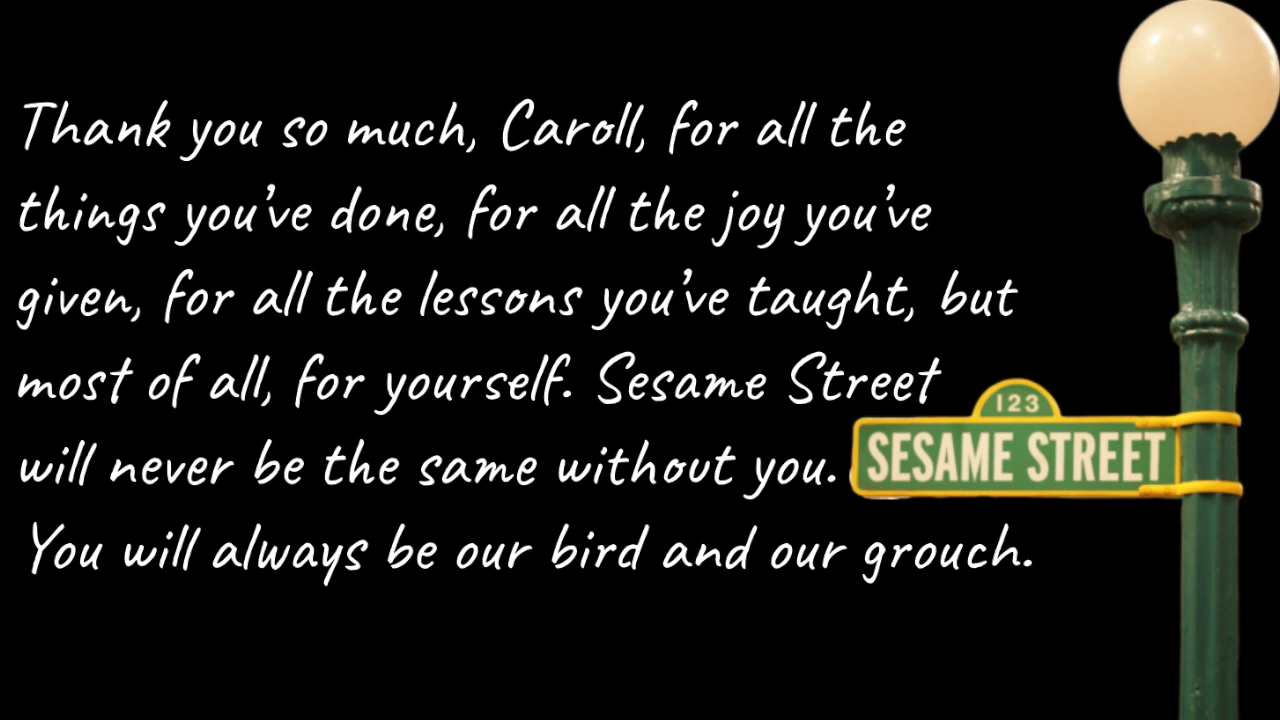 Thank you so much, Caroll, for all the
things you've done, for all the joy you've
given, for all the lessons you've taught, but
most of all, for yourself. Sesame Street
will never be the same without you.
You will always be our bird and our grouch.
123
SESAME STREET